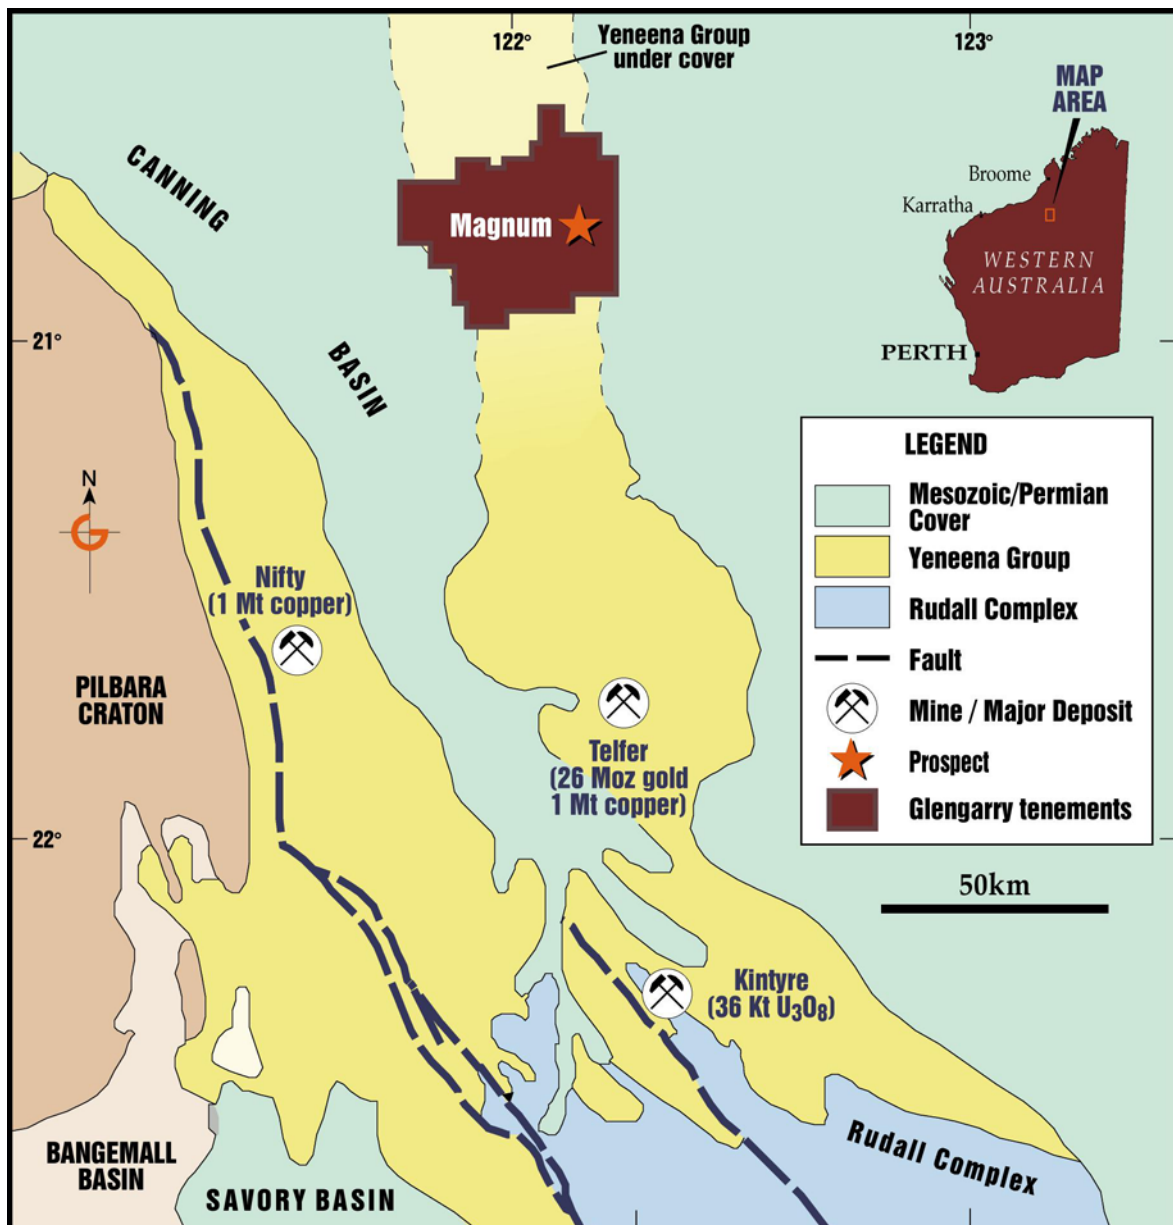 Yeneena Group
under cover
122°
123°
MAP
AREA
CANNING
BASIN
Magnum
Broome
Karratha
WESTERN
AUSTRALIA
PERTH
21°
N
G
LEGEND
Mesozoic/Permian
Cover
Yeneena Group
Rudall Complex
Fault
Mine / Major Deposit
Prospect
Glengarry tenements
Nifty
(1 Mt copper)
PILBARA
CRATON
Telfer
(26 Moz gold
1 Mt copper)
22°
50km
Kintyre
(36 Kt U₃O₈)
Rudall Complex
BANGEMALL
BASIN
SAVORY BASIN